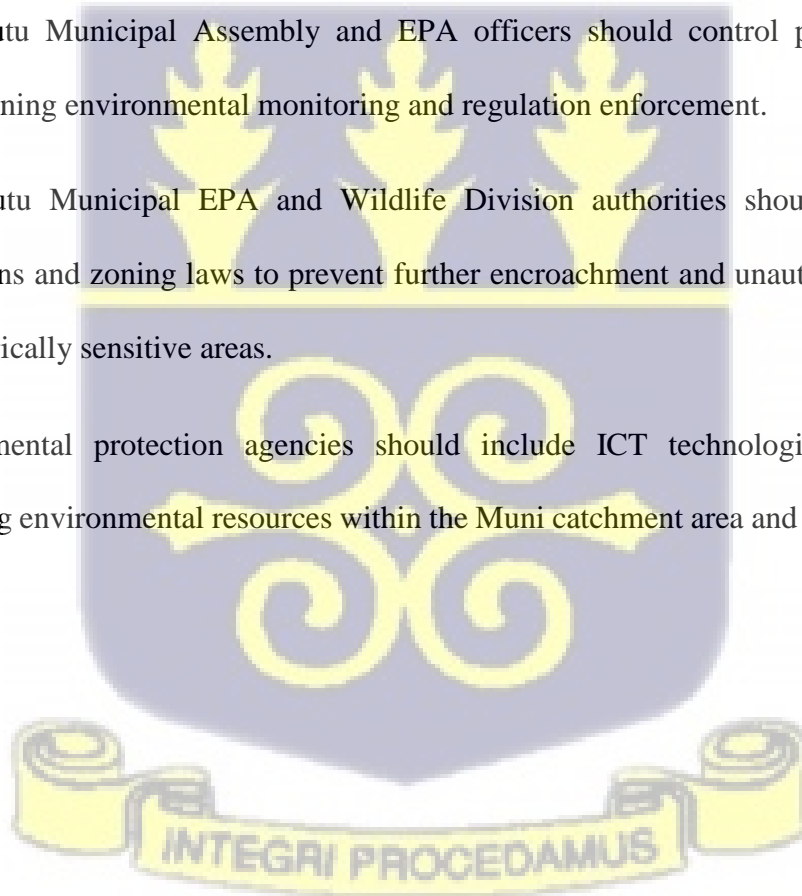 utu Municipal Assembly and EPA officers should control p
ning environmental monitoring and regulation enforcement.
utu Municipal EPA and Wildlife Division authorities shou
ns and zoning laws to prevent further encroachment and unaut
ically sensitive areas.
mental protection agencies should include ICT technologi
g environmental resources within the Muni catchment area and
INTEGRI PROCEDAMUS